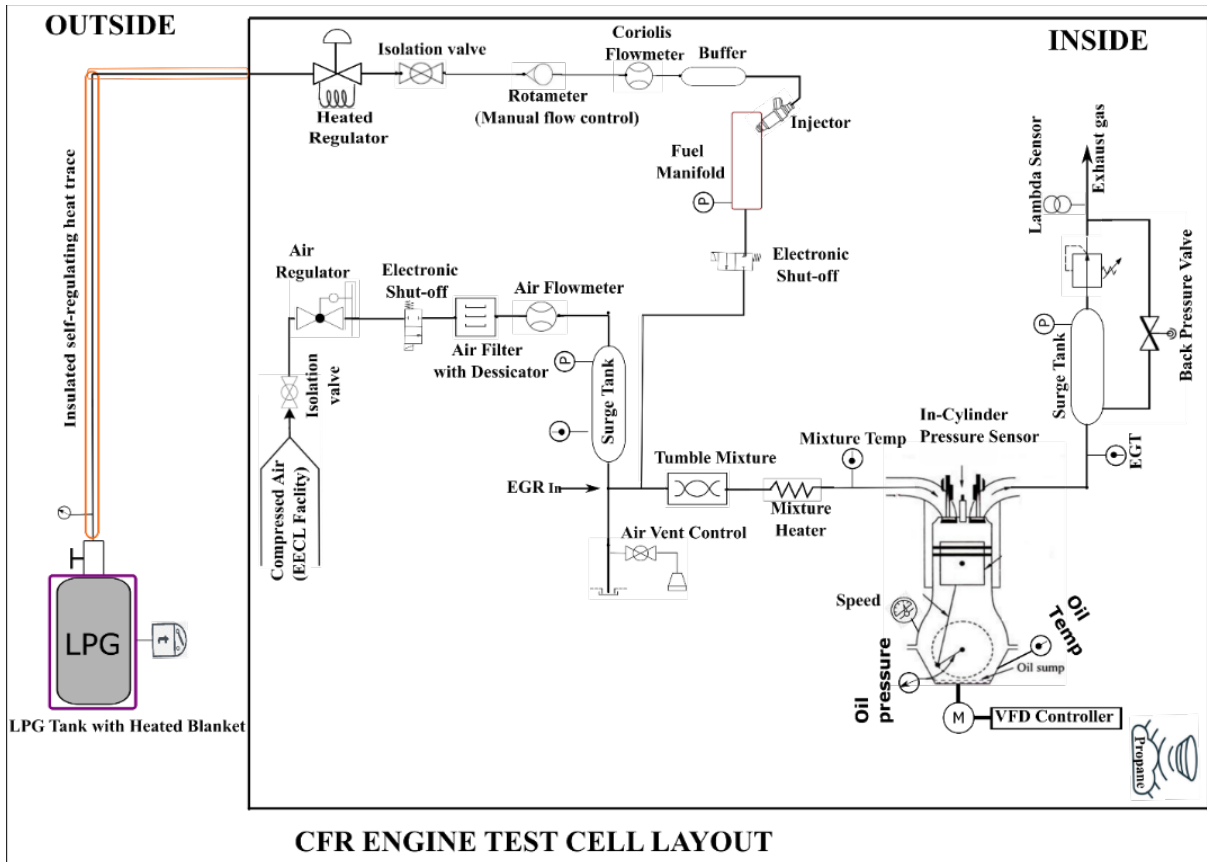 OUTSIDE
INSIDE
Isolation valve
Coriolis
Flowmeter
Buffer
Heated
Regulator
Rotameter
(Manual flow control)
Injector
Fuel
Manifold
P
Lambda Sensor
Exhaust gas
Insulated self-regulating heat trace
Air
Regulator
Electronic
Shut-off
Air Flowmeter
Electronic
Shut-off
Air Filter
with Dessicator
P
Surge Tank
P
Surge Tank
Back Pressure Valve
Isolation
valve
Compressed Air
(EECL Faclity)
EGR In
Tumble Mixture
Mixture Temp
Mixture
Heater
In-Cylinder
Pressure Sensor
EGT
Air Vent Control
LPG
t
LPG Tank with Heated Blanket
Speed
Oil
Temp
Oil sump
Oil
pressure
M
VFD Controller
Propane
CFR ENGINE TEST CELL LAYOUT